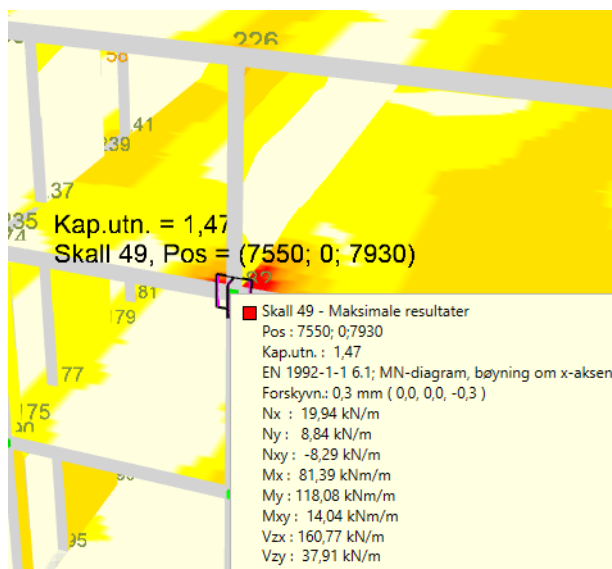 226
58
41
239
37
235
74
Kap.utn. = 1,47
Skall 49, Pos = (7550; 0; 7930)
81
179
77
175
95
Skall 49 - Maksimale resultater
Pos : 7550; 0;7930
Kap.utn. : 1,47
EN 1992-1-1 6.1; MN-diagram, bøyning om x-aksen
Forskyvn.: 0,3 mm ( 0,0, 0,0, -0,3 )
Nx : 19,94 kN/m
Ny : 8,84 kN/m
Nxy : -8,29 kN/m
Mx : 81,39 kNm/m
My : 118,08 kNm/m
Mxy : 14,04 kNm/m
Vzx : 160,77 kN/m
Vzy : 37,91 kN/m